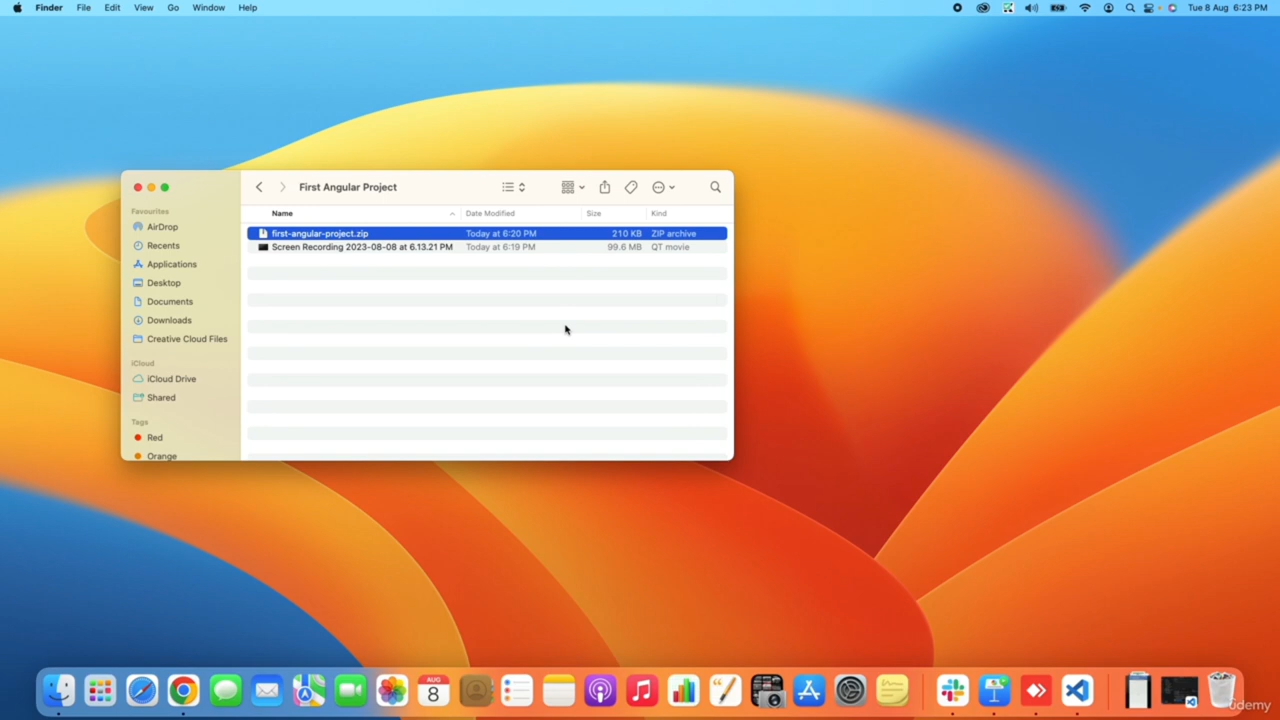 Finder File Edit View Go Window Help Tue 8 Aug 6:23 PM
First Angular Project
Name Date Modified Size Kind
first-angular-project.zip Today at 6:20 PM 210 KB ZIP archive
Screen Recording 2023-08-08 at 6.13.21 PM Today at 6:19 PM 99.6 MB QT movie
Favourites
AirDrop
Recents
Applications
Desktop
Documents
Downloads
Creative Cloud Files
iCloud
iCloud Drive
Shared
Tags
Red
Orange
AUG
8
udemy